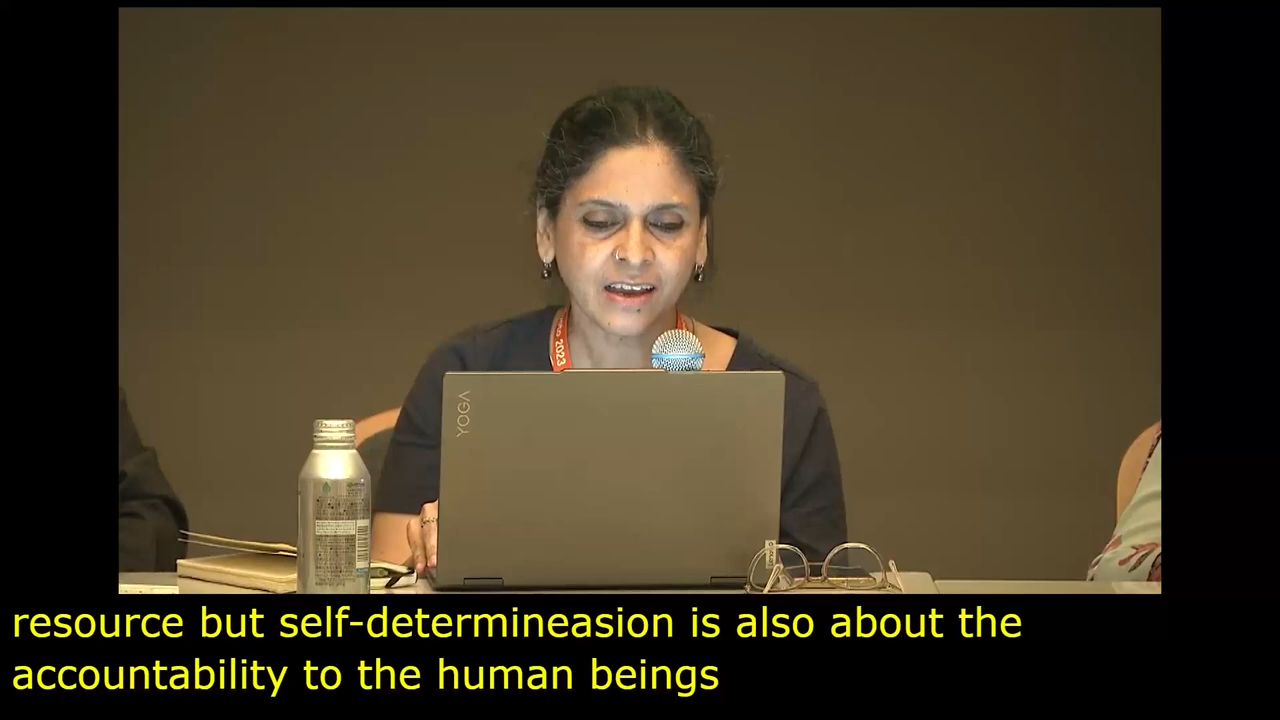 2023
YOGA
resource but self-determineasion is also about the
accountability to the human beings